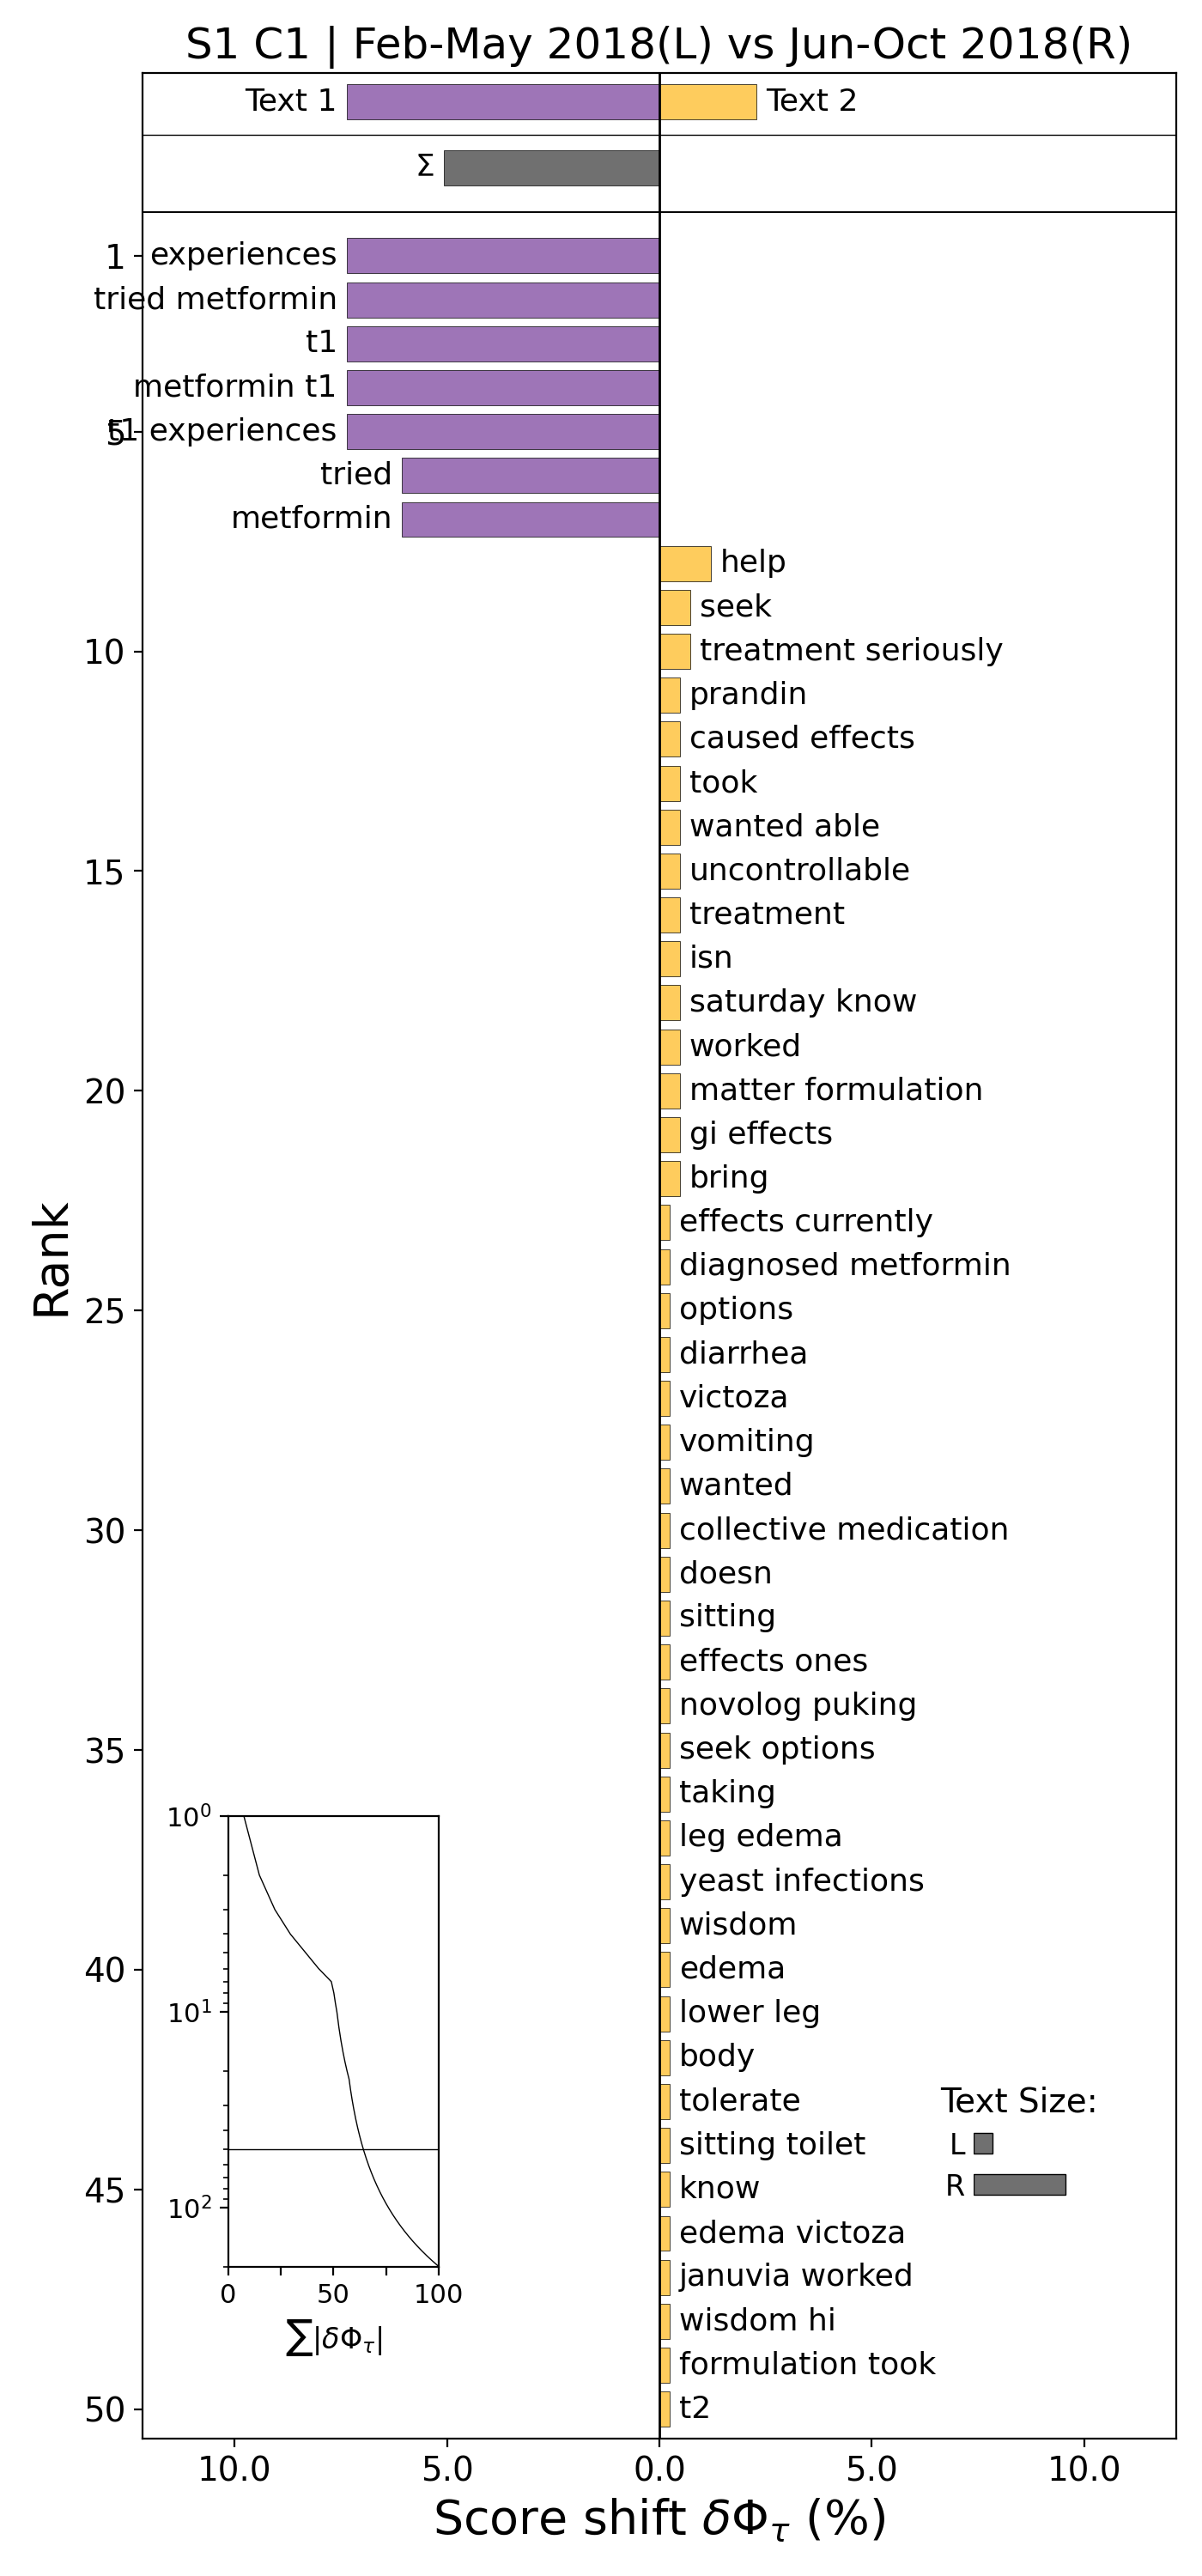 S1 C1 | Feb-May 2018(L) vs Jun-Oct 2018(R)
Text 1
Text 2
Σ
1
experiences
tried metformin
t1
metformin t1
5
t1 experiences
tried
metformin
help
seek
10
treatment seriously
prandin
caused effects
took
wanted able
15
uncontrollable
treatment
isn
saturday know
worked
20
matter formulation
gi effects
bring
effects currently
diagnosed metformin
25
options
diarrhea
victoza
vomiting
wanted
30
collective medication
doesn
sitting
effects ones
novolog puking
35
seek options
taking
leg edema
yeast infections
wisdom
40
edema
lower leg
body
tolerate
sitting toilet
45
know
edema victoza
januvia worked
wisdom hi
formulation took
50
t2
Rank
Text Size:
L
R
10⁰
10¹
10²
0 50 100
∑|δΦ_τ|
10.0 5.0 0.0 5.0 10.0
Score shift δΦ_τ (%)